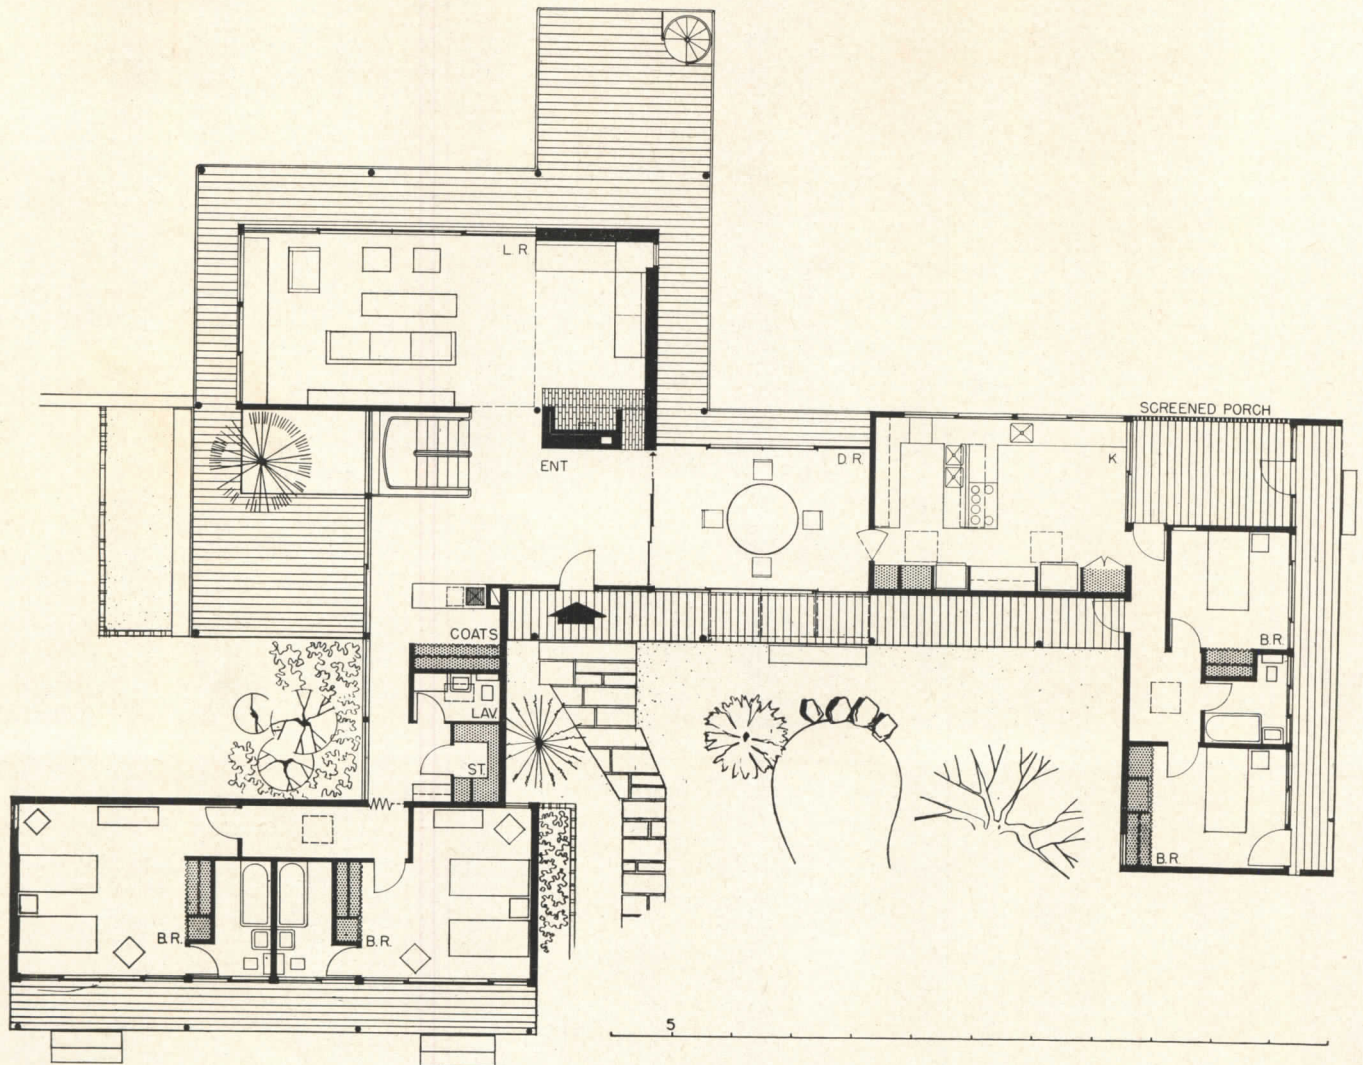 L. R.
SCREENED PORCH
ENT.
D. R.
K
COATS
B.R.
LAV.
ST.
B.R.
B.R.
B.R.
5